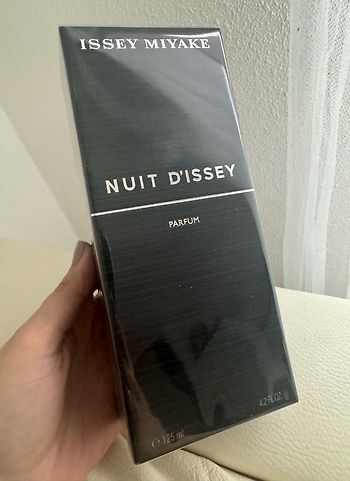 ISSEY MIYAKE
NUIT D'ISSEY
PARFUM
℮ 125 ml 4.2 FL.OZ.